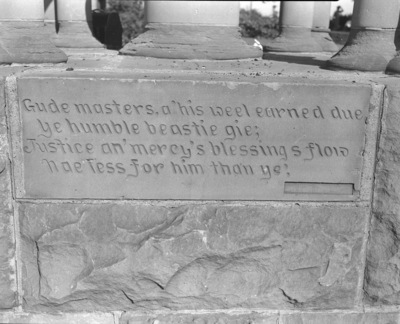 Gude masters, a' his weel earned due
ye humble beastie gie;
Justice an' mercy's blessings flow
Nae less for him than ye.